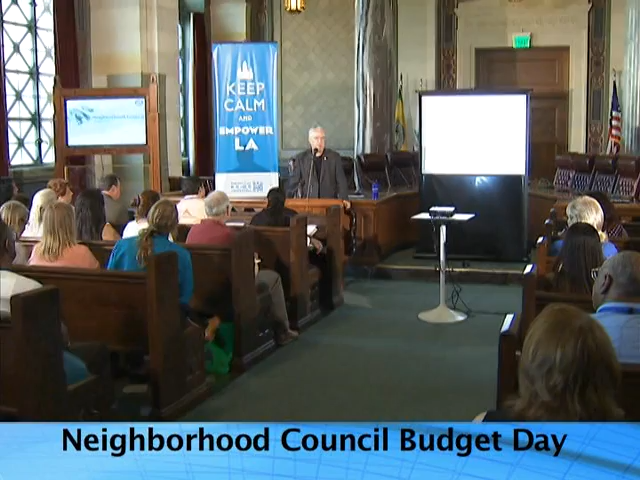 KEEP
CALM
AND
EMPOWER
LA
Neighborhood Council Budget Day